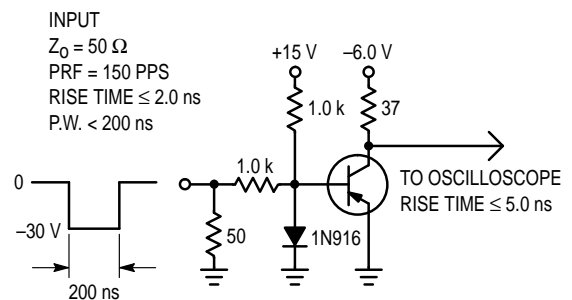 INPUT
Zo = 50 Ω
PRF = 150 PPS
RISE TIME ≤ 2.0 ns
P.W. < 200 ns
+15 V
–6.0 V
1.0 k
37
1.0 k
0
–30 V
50
1N916
TO OSCILLOSCOPE
RISE TIME ≤ 5.0 ns
200 ns